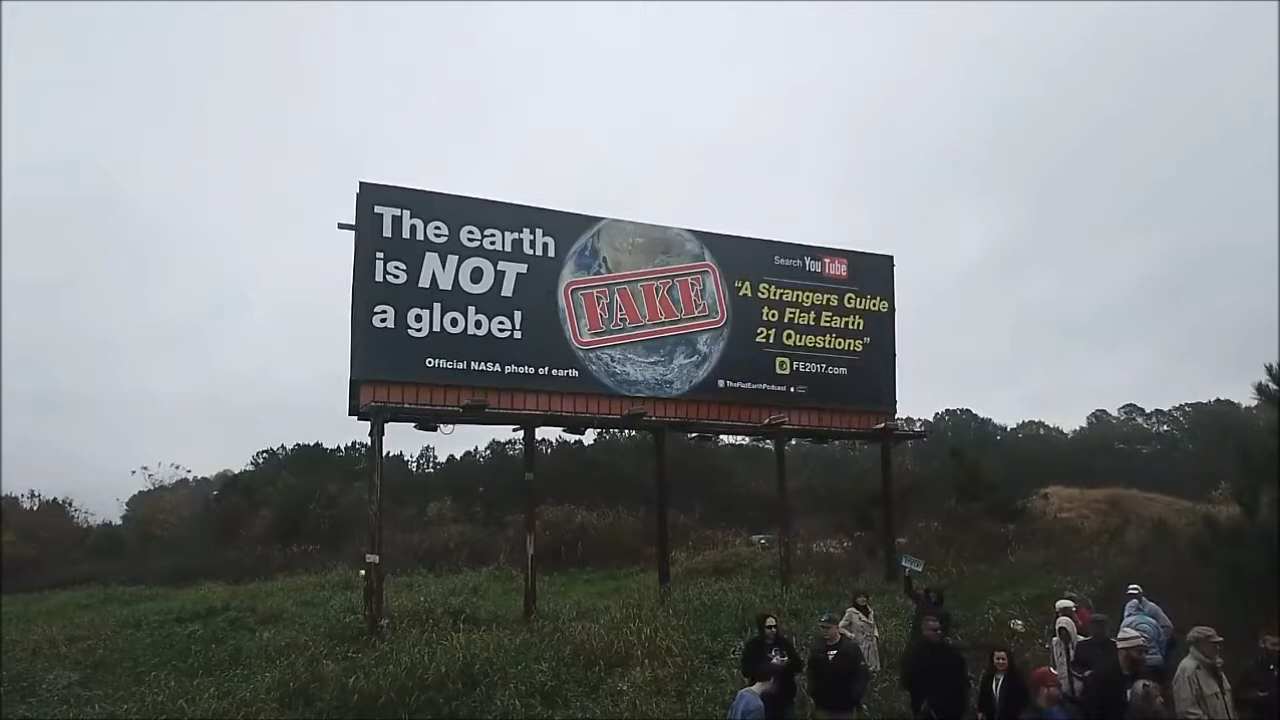 The earth
is NOT
a globe!
Official NASA photo of earth
FAKE
Search YouTube
"A Strangers Guide
to Flat Earth
21 Questions"
FE2017.com
TheFlatEarthPodcast